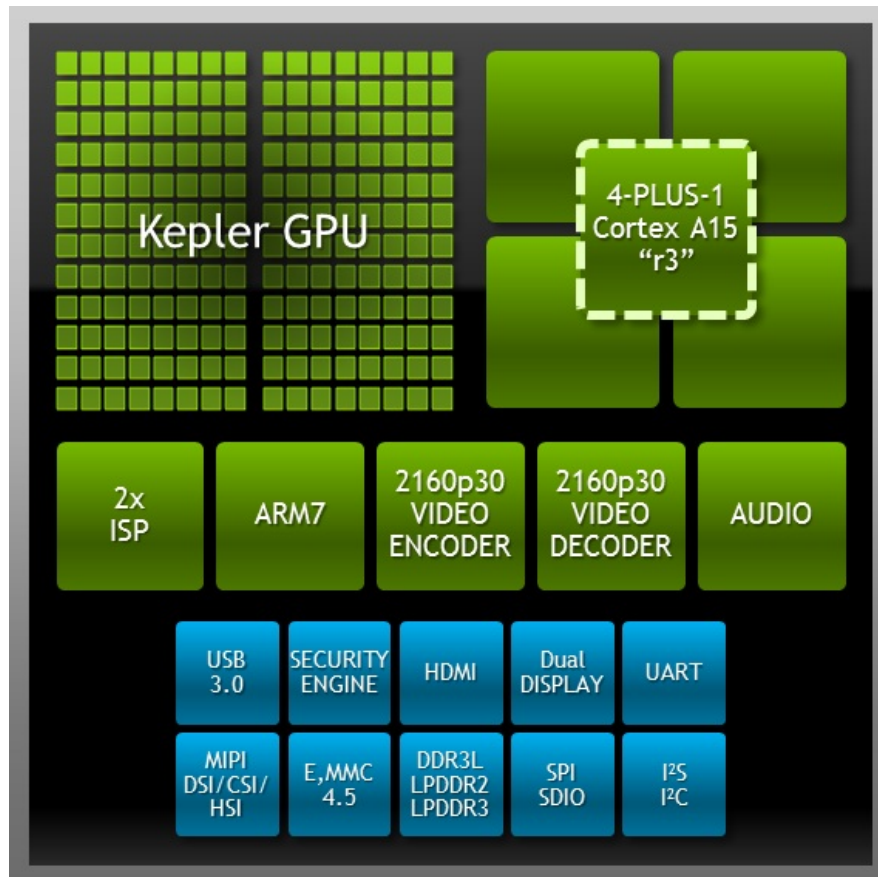 Kepler GPU
4-PLUS-1
Cortex A15
“r3”
2x
ISP
ARM7
2160p30
VIDEO
ENCODER
2160p30
VIDEO
DECODER
AUDIO
USB
3.0
SECURITY
ENGINE
HDMI
Dual
DISPLAY
UART
MIPI
DSI/CSI/
HSI
E,MMC
4.5
DDR3L
LPDDR2
LPDDR3
SPI
SDIO
I²S
I²C